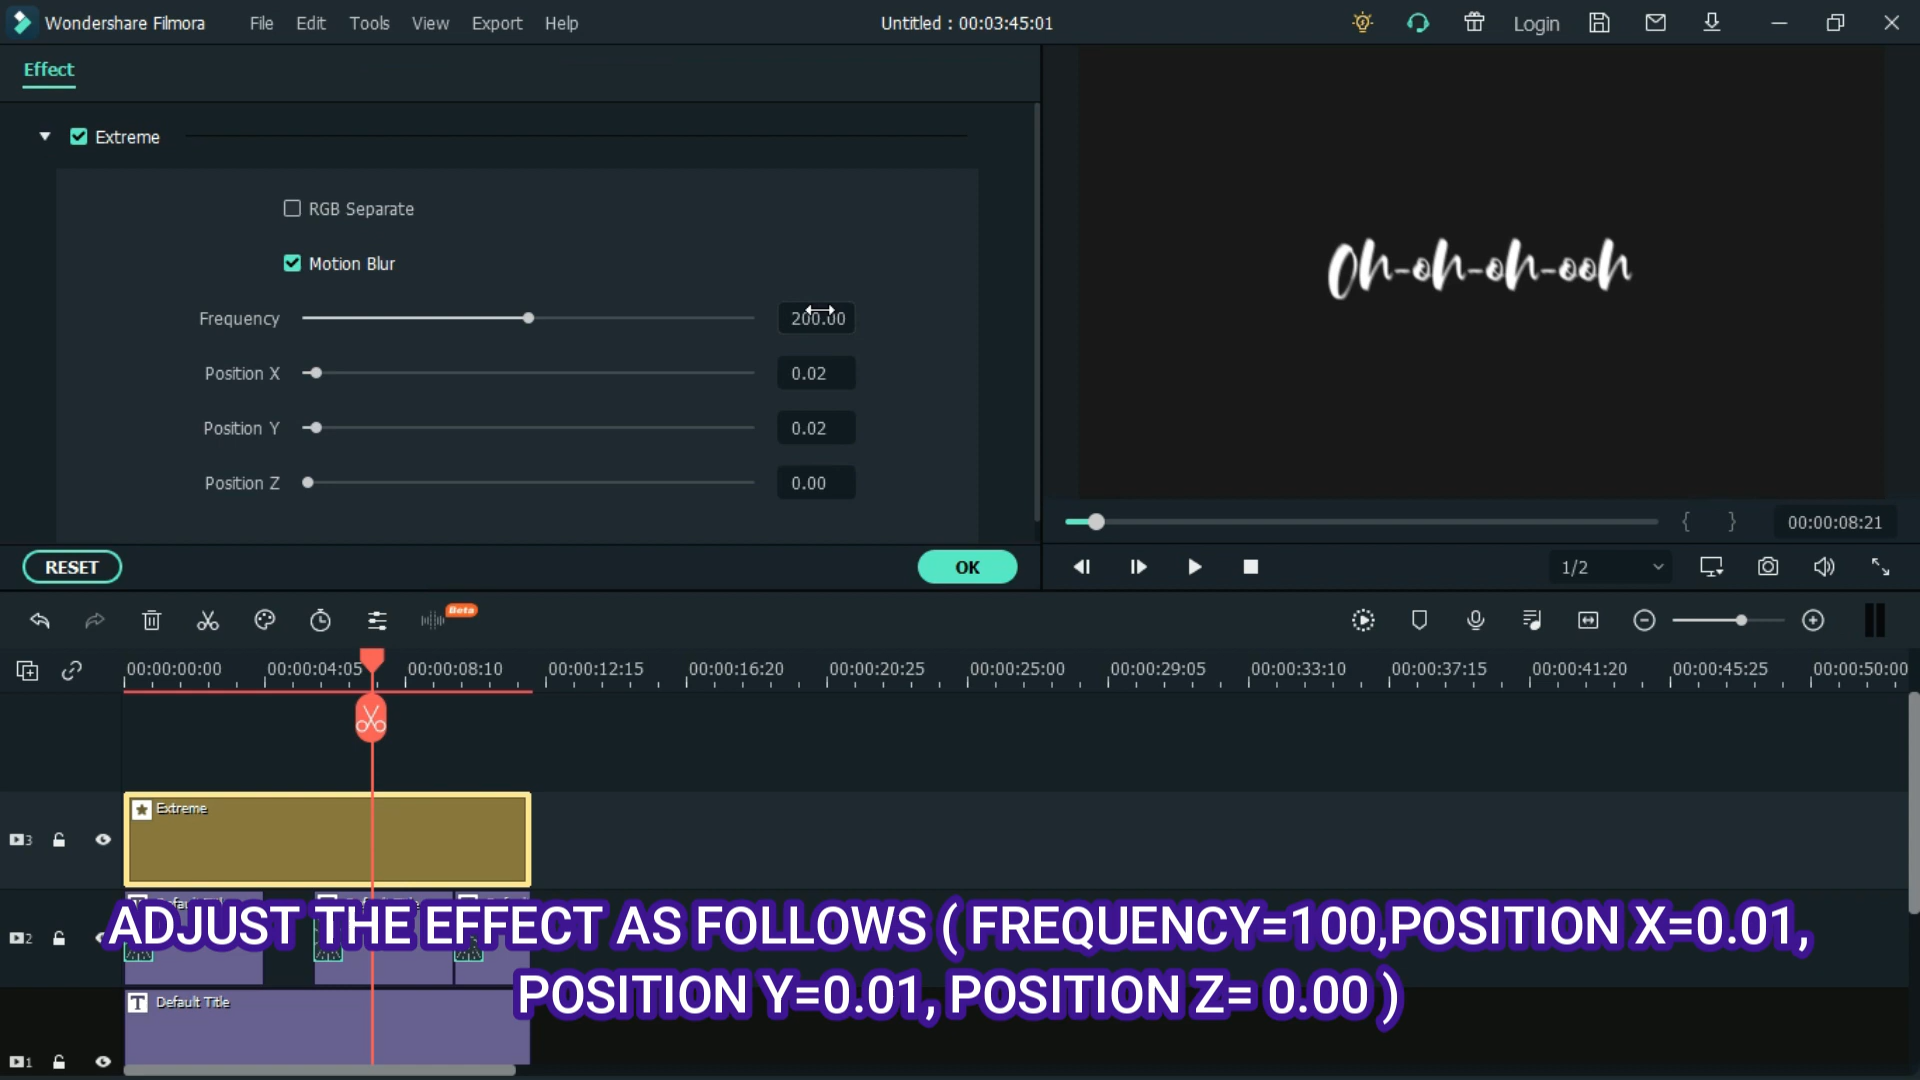 Wondershare Filmora File Edit Tools View Export Help Untitled : 00:03:45:01 Login
Effect
Extreme
RGB Separate
Motion Blur
Frequency 200.00
Position X 0.02
Position Y 0.02
Position Z 0.00
RESET OK
Oh-oh-oh-ooh
{ } 00:00:08:21
1/2
Beta
00:00:00:00 00:00:04:05 00:00:08:10 00:00:12:15 00:00:16:20 00:00:20:25 00:00:25:00 00:00:29:05 00:00:33:10 00:00:37:15 00:00:41:20 00:00:45:25 00:00:50:00
Extreme
3
2
ADJUST THE EFFECT AS FOLLOWS ( FREQUENCY=100,POSITION X=0.01,
POSITION Y=0.01, POSITION Z= 0.00 )
T Default Title
1